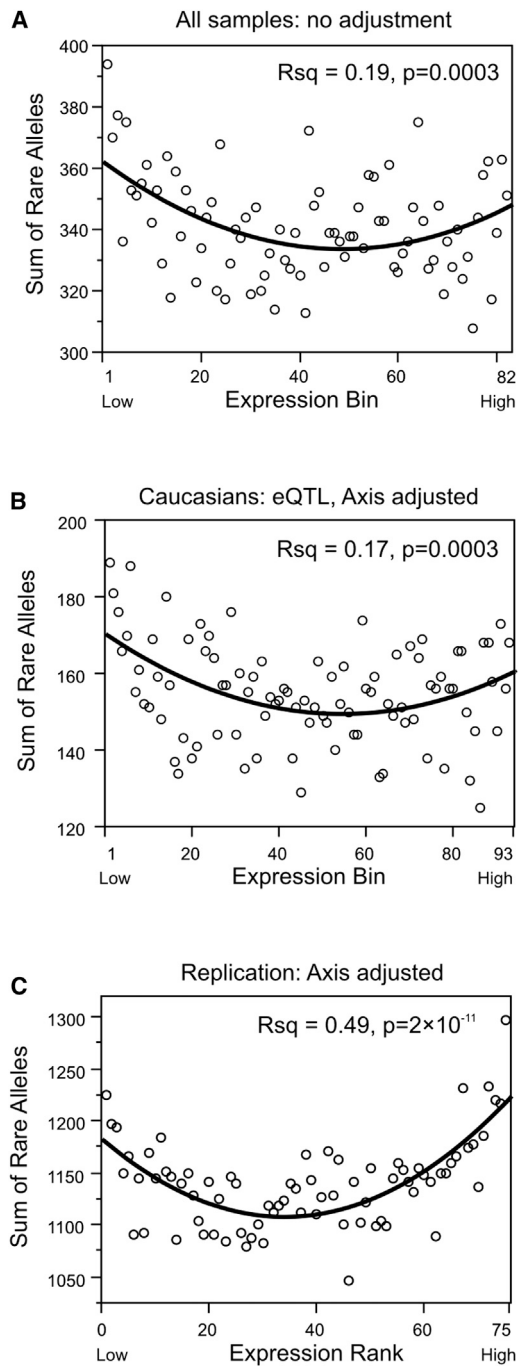 A
All samples: no adjustment
Rsq = 0.19, p=0.0003
Sum of Rare Alleles
400
380
360
340
320
300
1 20 40 60 82
Low Expression Bin High
B
Caucasians: eQTL, Axis adjusted
Rsq = 0.17, p=0.0003
Sum of Rare Alleles
200
180
160
140
120
1 20 40 60 80 93
Low Expression Bin High
C
Replication: Axis adjusted
Rsq = 0.49, p=2×10⁻¹¹
Sum of Rare Alleles
1300
1250
1200
1150
1100
1050
0 20 40 60 75
Low Expression Rank High